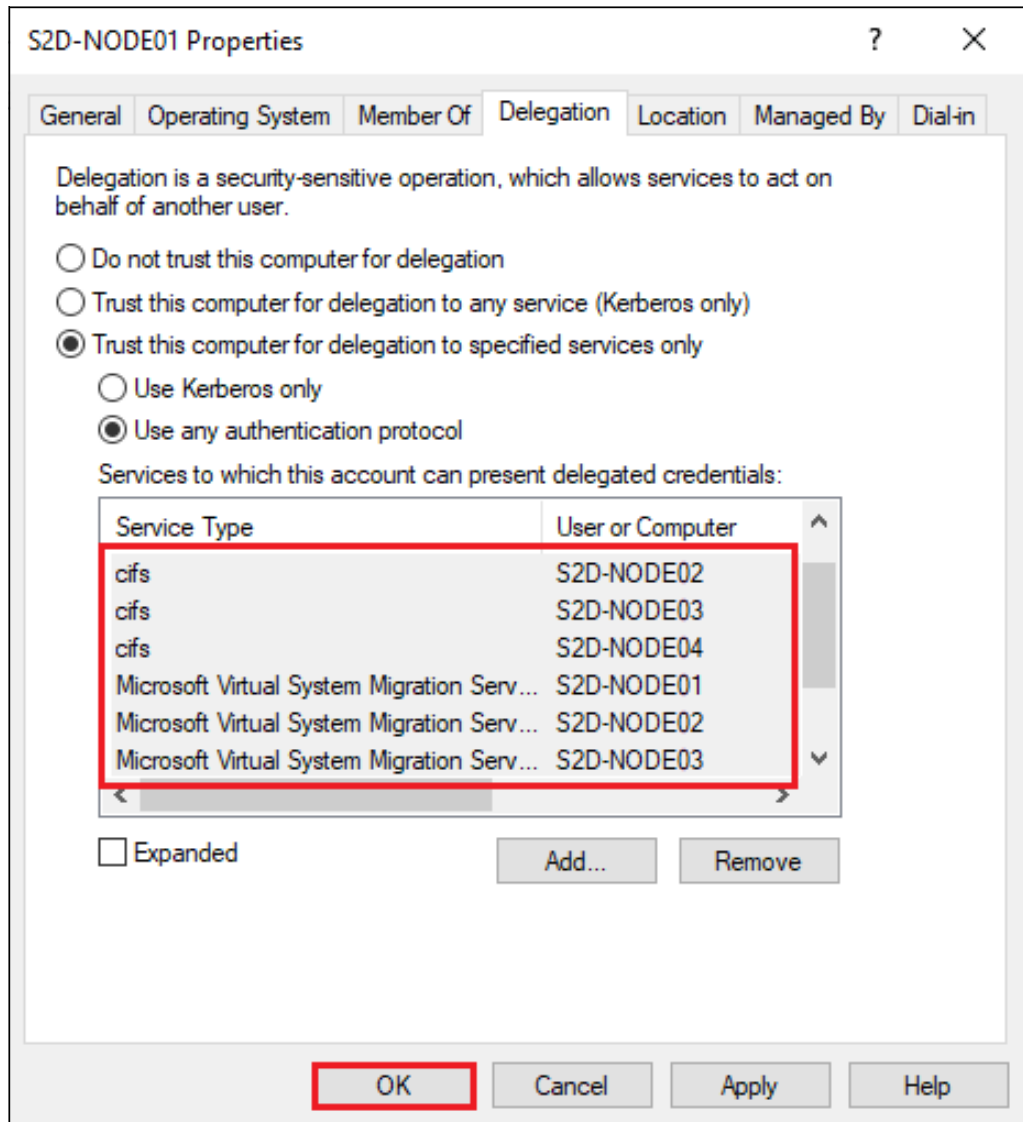 S2D-NODE01 Properties ?
General Operating System Member Of Delegation Location Managed By Dial-in
Delegation is a security-sensitive operation, which allows services to act on
behalf of another user.
Do not trust this computer for delegation
Trust this computer for delegation to any service (Kerberos only)
Trust this computer for delegation to specified services only
Use Kerberos only
Use any authentication protocol
Services to which this account can present delegated credentials:
Service Type User or Computer
cifs S2D-NODE02
cifs S2D-NODE03
cifs S2D-NODE04
Microsoft Virtual System Migration Serv... S2D-NODE01
Microsoft Virtual System Migration Serv... S2D-NODE02
Microsoft Virtual System Migration Serv... S2D-NODE03
Expanded Add... Remove
OK Cancel Apply Help